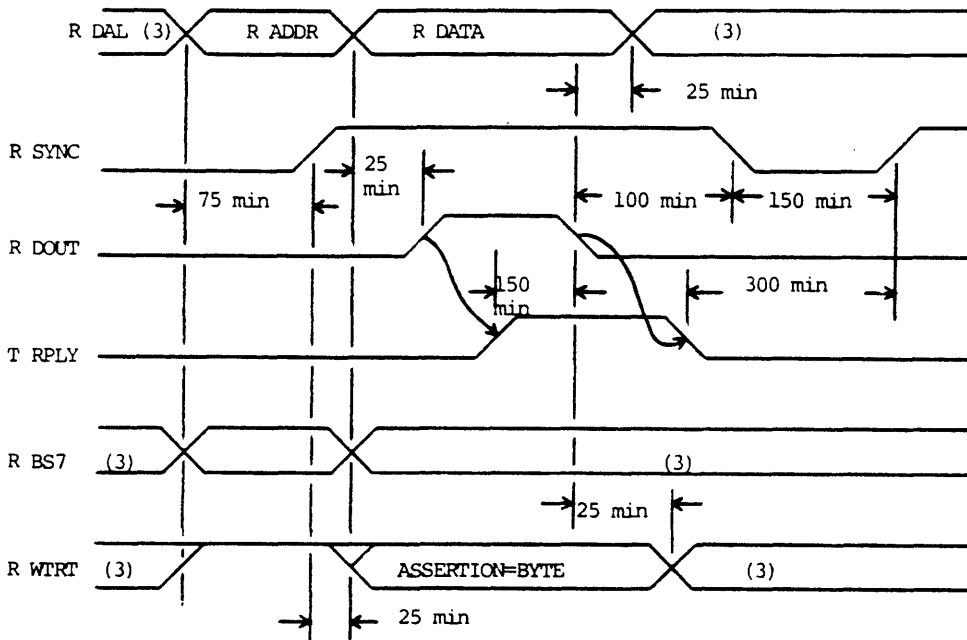 R DAL (3) R ADDR R DATA (3)
25 min
R SYNC
25
min
75 min
100 min 150 min
R DOUT
150
min
300 min
T RPLY
R BS7 (3) (3)
25 min
R WTRT (3) ASSERTION=BYTE (3)
25 min